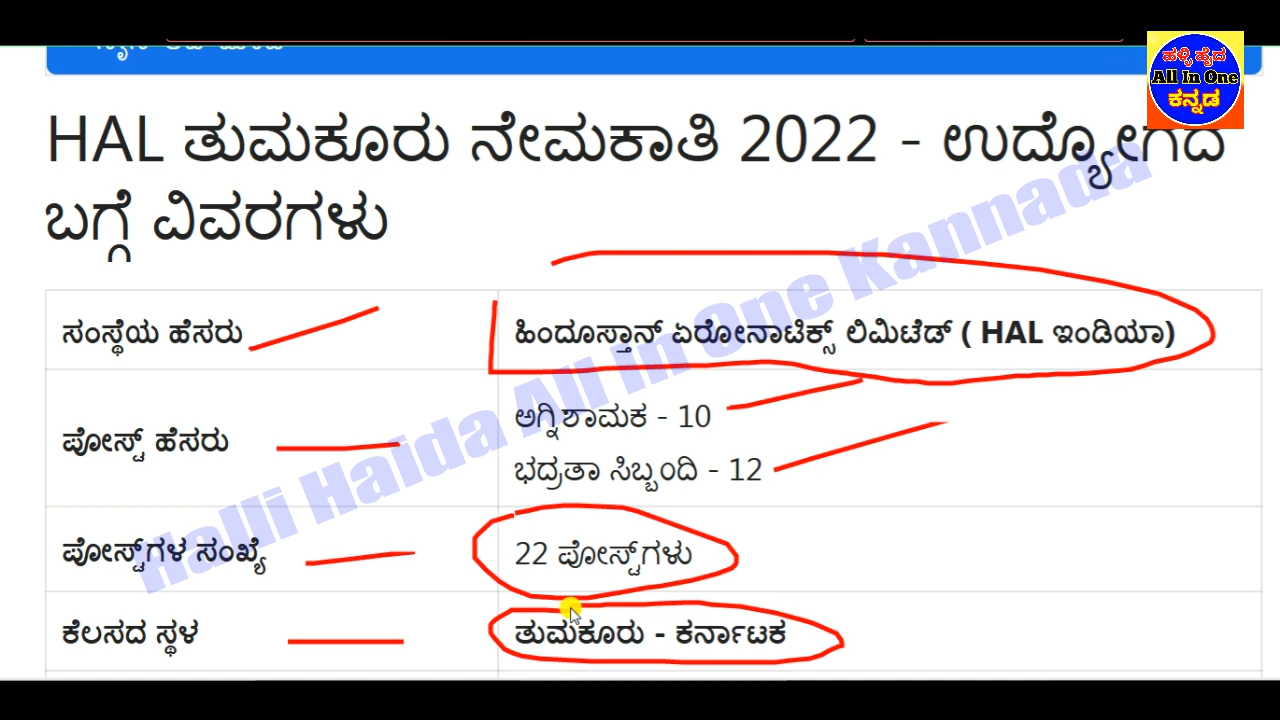 ಹಳ್ಳಿ ಹೈದ
All In One
ಕನ್ನಡ
HAL ತುಮಕೂರು ನೇಮಕಾತಿ 2022 - ಉದ್ಯೋಗದ
ಬಗ್ಗೆ ವಿವರಗಳು
ಸಂಸ್ಥೆಯ ಹೆಸರು ಹಿಂದೂಸ್ತಾನ್ ಏರೋನಾಟಿಕ್ಸ್ ಲಿಮಿಟೆಡ್ ( HAL ಇಂಡಿಯಾ)
ಪೋಸ್ಟ್ ಹೆಸರು ಅಗ್ನಿಶಾಮಕ - 10
ಭದ್ರತಾ ಸಿಬ್ಬಂದಿ - 12
ಪೋಸ್ಟ್‌ಗಳ ಸಂಖ್ಯೆ 22 ಪೋಸ್ಟ್‌ಗಳು
ಕೆಲಸದ ಸ್ಥಳ ತುಮಕೂರು - ಕರ್ನಾಟಕ
Halli Haida All In One Kannada